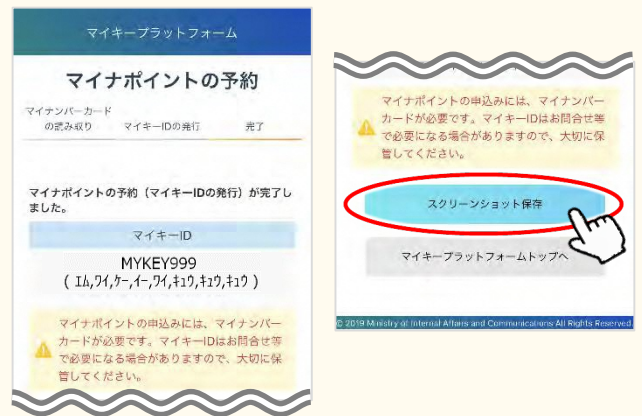 マイキープラットフォーム
マイナポイントの予約
マイナンバーカード
の読み取り
マイキーIDの発行
完了
マイナポイントの予約（マイキーIDの発行）が完了し
ました。
マイキーID
MYKEY999
( ｴﾑ,ﾜｲ,ｹｰ,ｲｰ,ﾜｲ,ｷｭｳ,ｷｭｳ,ｷｭｳ )
マイナポイントの申込みには、マイナンバー
カードが必要です。マイキーIDはお問合せ等
で必要になる場合がありますので、大切に保
管してください。
マイナポイントの申込みには、マイナンバー
カードが必要です。マイキーIDはお問合せ等
で必要になる場合がありますので、大切に保
管してください。
スクリーンショット保存
マイキープラットフォームトップへ
© 2019 Ministry of Internal Affairs and Communications All Rights Reserved.